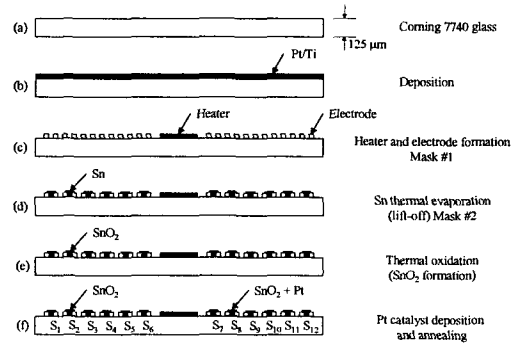 (a)
Corning 7740 glass
125 μm
Pt/Ti
(b)
Deposition
Heater
Electrode
(c)
Heater and electrode formation
Mask #1
Sn
(d)
Sn thermal evaporation
(lift-off) Mask #2
SnO2
(e)
Thermal oxidation
(SnO2 formation)
SnO2
SnO2 + Pt
(f)
S1 S2 S3 S4 S5 S6 S7 S8 S9 S10 S11 S12
Pt catalyst deposition
and annealing